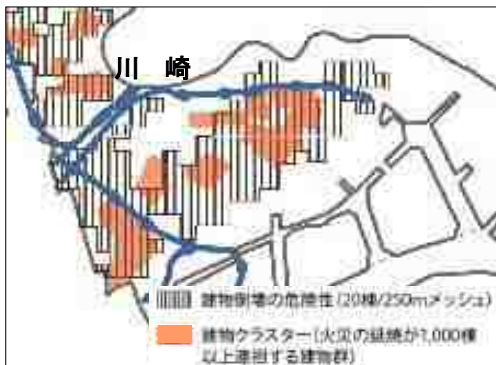 川 崎
建物倒壊の危険性(20棟/250mメッシュ)
建物クラスター(火災の延焼が1,000棟
以上連担する建物群)